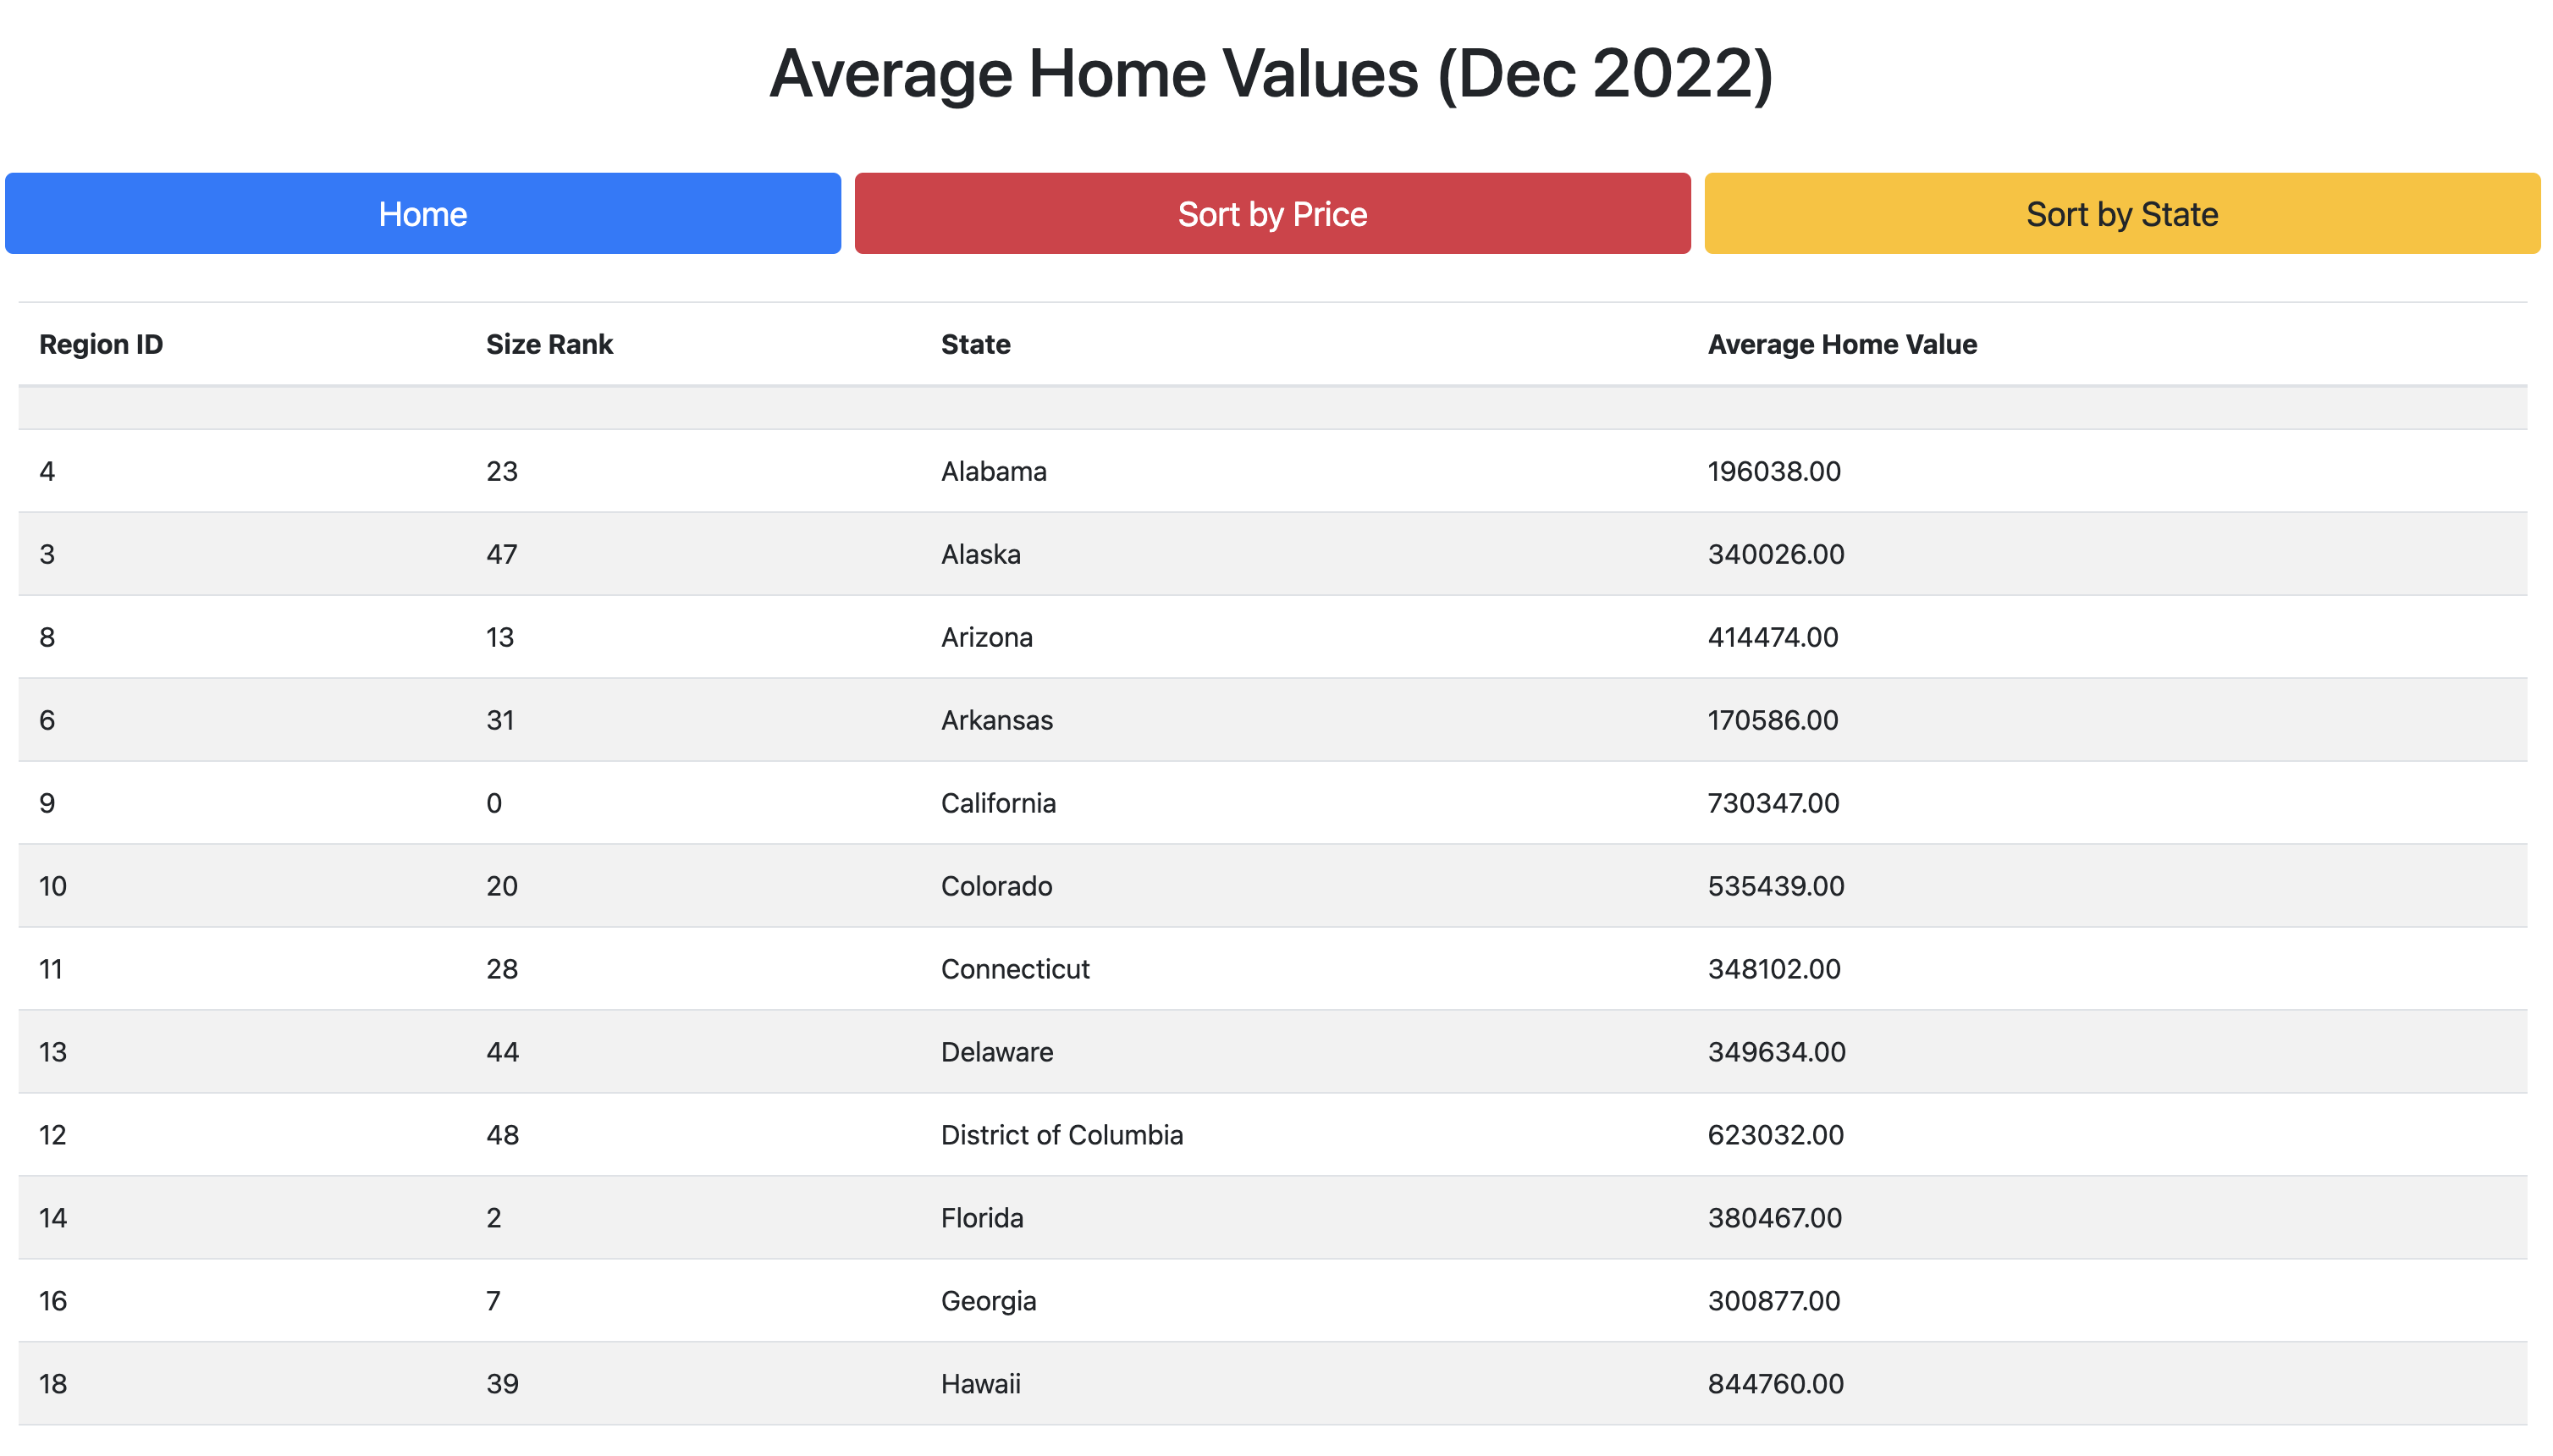 Average Home Values (Dec 2022)
Home Sort by Price Sort by State
Region ID Size Rank State Average Home Value
4 23 Alabama 196038.00
3 47 Alaska 340026.00
8 13 Arizona 414474.00
6 31 Arkansas 170586.00
9 0 California 730347.00
10 20 Colorado 535439.00
11 28 Connecticut 348102.00
13 44 Delaware 349634.00
12 48 District of Columbia 623032.00
14 2 Florida 380467.00
16 7 Georgia 300877.00
18 39 Hawaii 844760.00